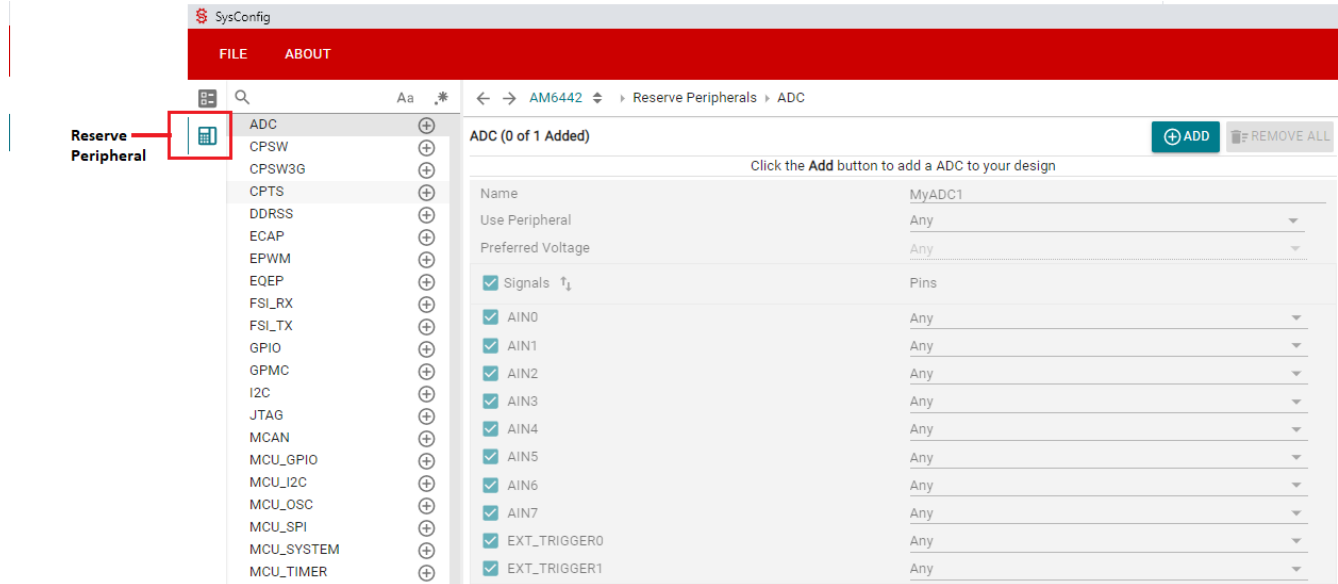 SysConfig
FILE ABOUT
Aa .* AM6442 Reserve Peripherals ADC
Reserve
Peripheral
ADC
CPSW
CPSW3G
CPTS
DDRSS
ECAP
EPWM
EQEP
FSI_RX
FSI_TX
GPIO
GPMC
I2C
JTAG
MCAN
MCU_GPIO
MCU_I2C
MCU_OSC
MCU_SPI
MCU_SYSTEM
MCU_TIMER
ADC (0 of 1 Added) ADD REMOVE ALL
Click the Add button to add a ADC to your design
Name MyADC1
Use Peripheral Any
Preferred Voltage Any
Signals Pins
AIN0 Any
AIN1 Any
AIN2 Any
AIN3 Any
AIN4 Any
AIN5 Any
AIN6 Any
AIN7 Any
EXT_TRIGGER0 Any
EXT_TRIGGER1 Any